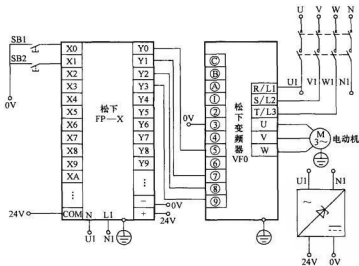 U V W N
SB1
SB2
0V
X0
X1
X2
X3
X4
X5
X6
X7
X8
X9
XA
⋮
COM
24V
松下
FP—X
N L1
U1 N1
Y0
Y1
Y2
Y3
Y4
Y5
Y6
Y7
Y8
Y9
⋮
−
+
0V
24V
0V
Ⓒ
Ⓑ
Ⓐ
①
②
③
④
⑤
⑥
⑦
⑧
⑨
松下变频器
VF0
R/L1
S/L2
T/L3
U
V
W
U1 V1 W1 N1
M
3~
电动机
U1 N1
24V 0V